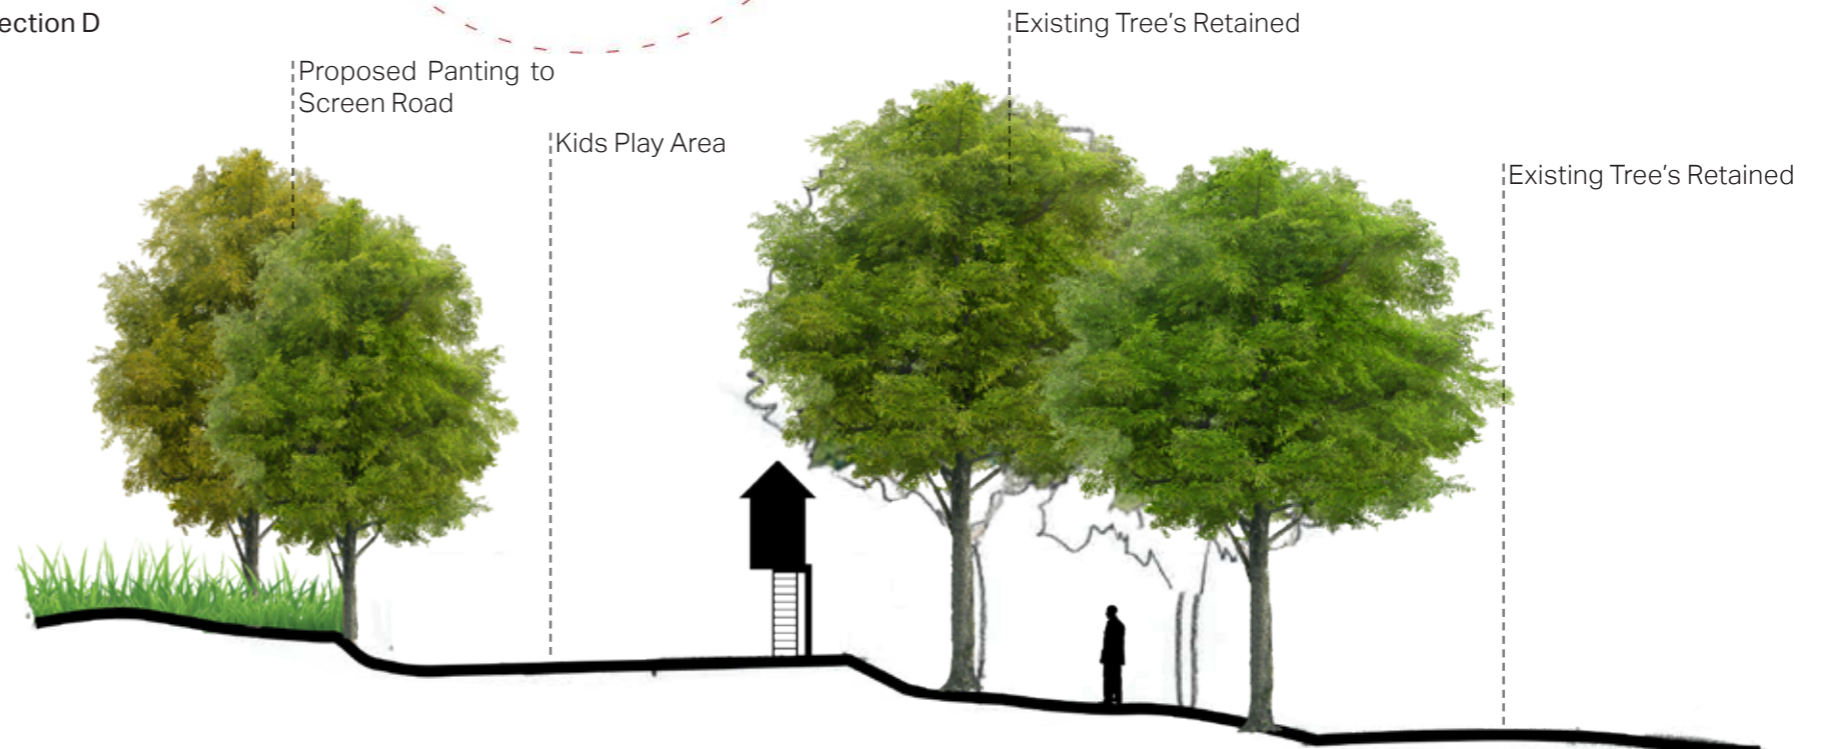 ection D
Existing Tree's Retained
Proposed Panting to
Screen Road
Kids Play Area
Existing Tree's Retained